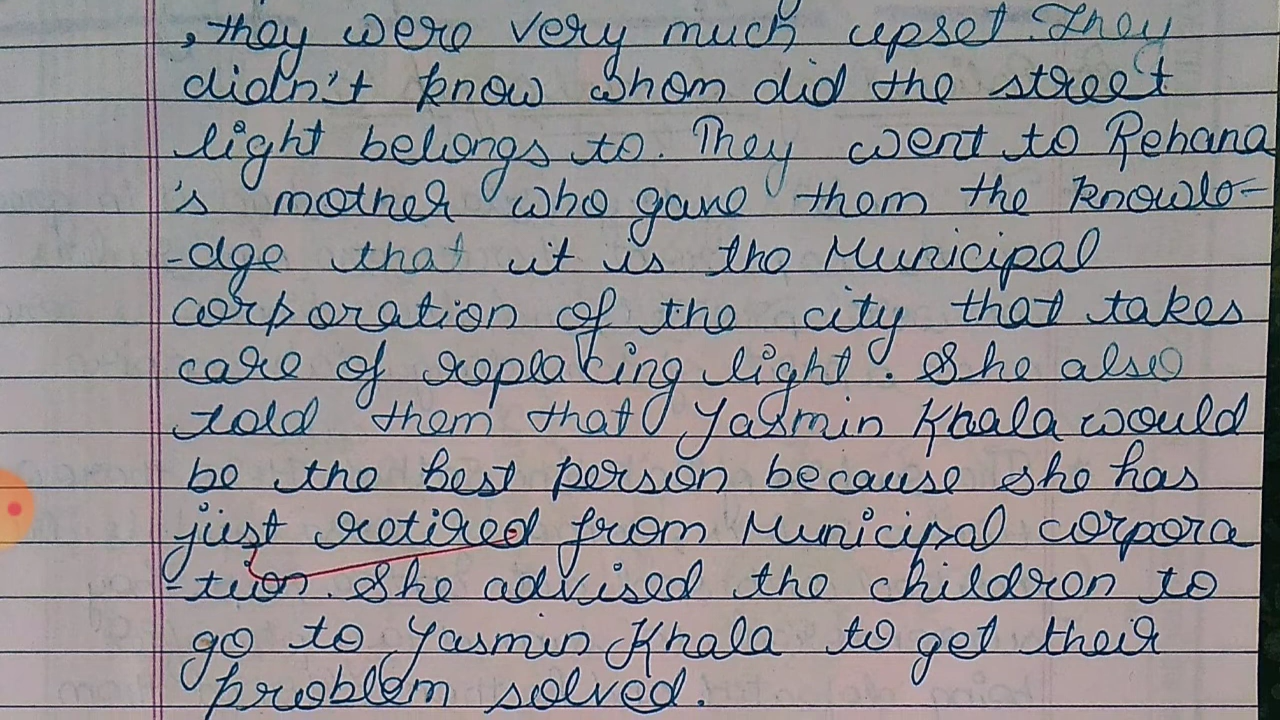 , they were very much upset. They
didn't know whom did the street
light belongs to. They went to Rehana
's mother who gave them the knowle-
-dge that it is the Municipal
corporation of the city that takes
care of replaking light. She also
told them that Yasmin Khala would
be the best person because she has
just retired from Municipal corpora
-tion. She advised the children to
go to Yasmin Khala to get their
problem solved.